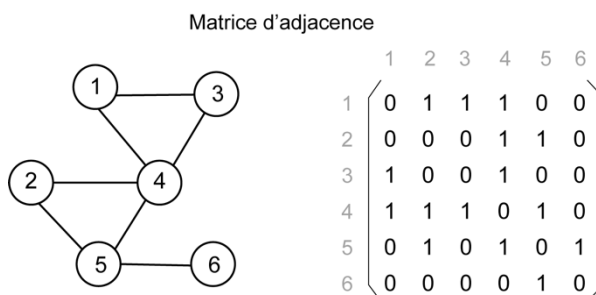 Matrice d'adjacence
1 2 3 4 5 6
1 0 1 1 1 0 0
2 0 0 0 1 1 0
3 1 0 0 1 0 0
4 1 1 1 0 1 0
5 0 1 0 1 0 1
6 0 0 0 0 1 0
1
3
2
4
5
6